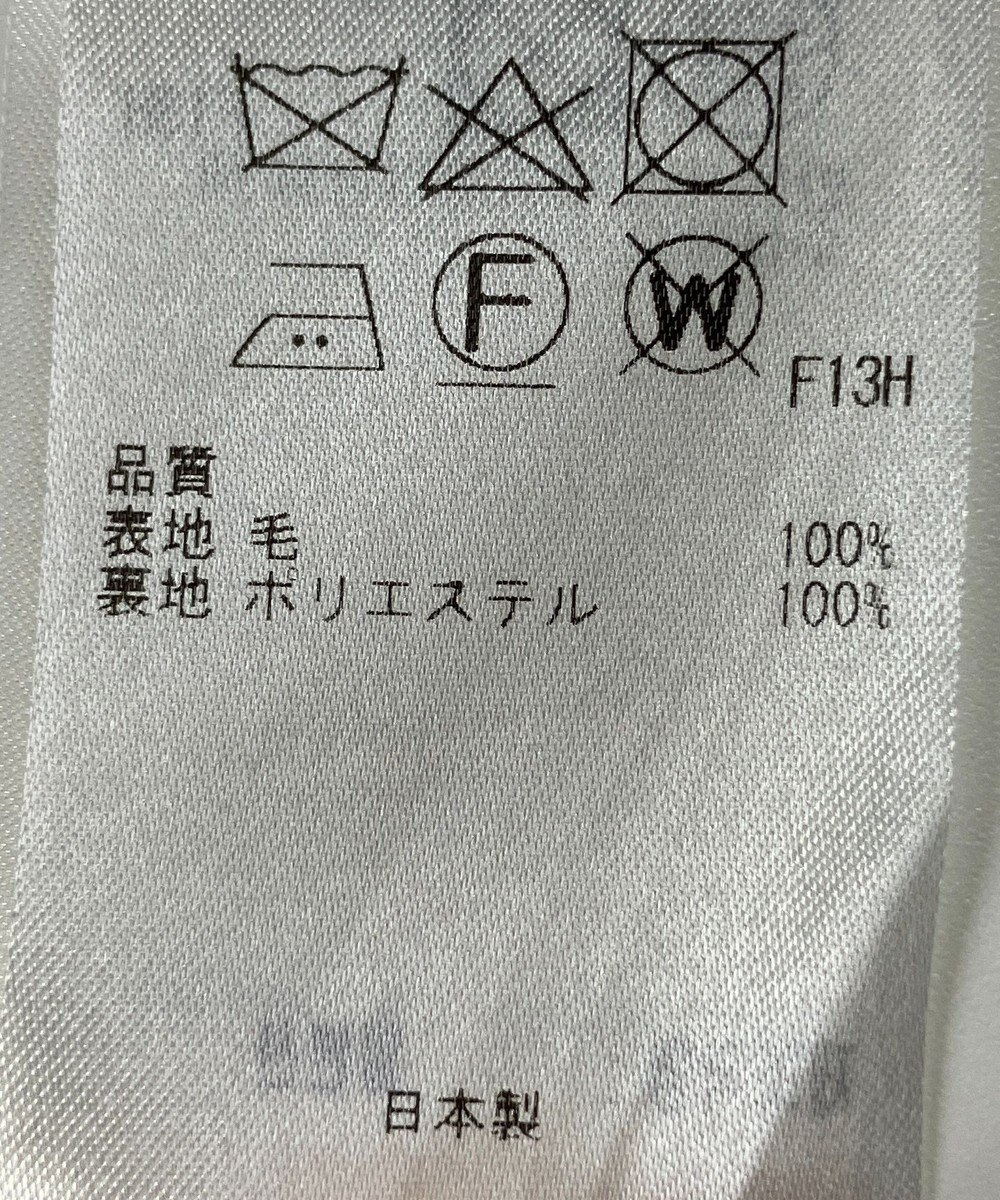 F
W
F13H
品質
表地 毛 100%
裏地 ポリエステル 100%
日本製